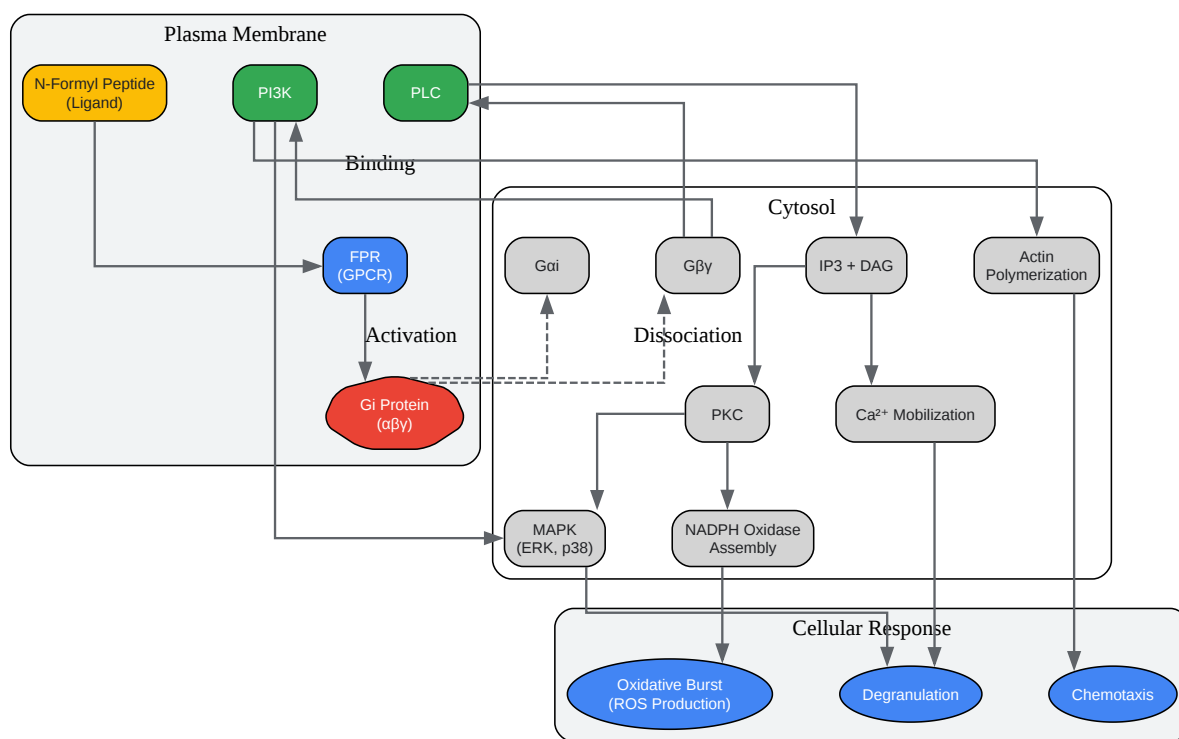 Plasma Membrane
N-Formyl Peptide
(Ligand)
PI3K
PLC
Binding
Cytosol
FPR
(GPCR)
Gαi
Gβγ
IP3 + DAG
Actin
Polymerization
Activation
Dissociation
Gi Protein
(αβγ)
PKC
Ca²⁺ Mobilization
MAPK
(ERK, p38)
NADPH Oxidase
Assembly
Cellular Response
Oxidative Burst
(ROS Production)
Degranulation
Chemotaxis